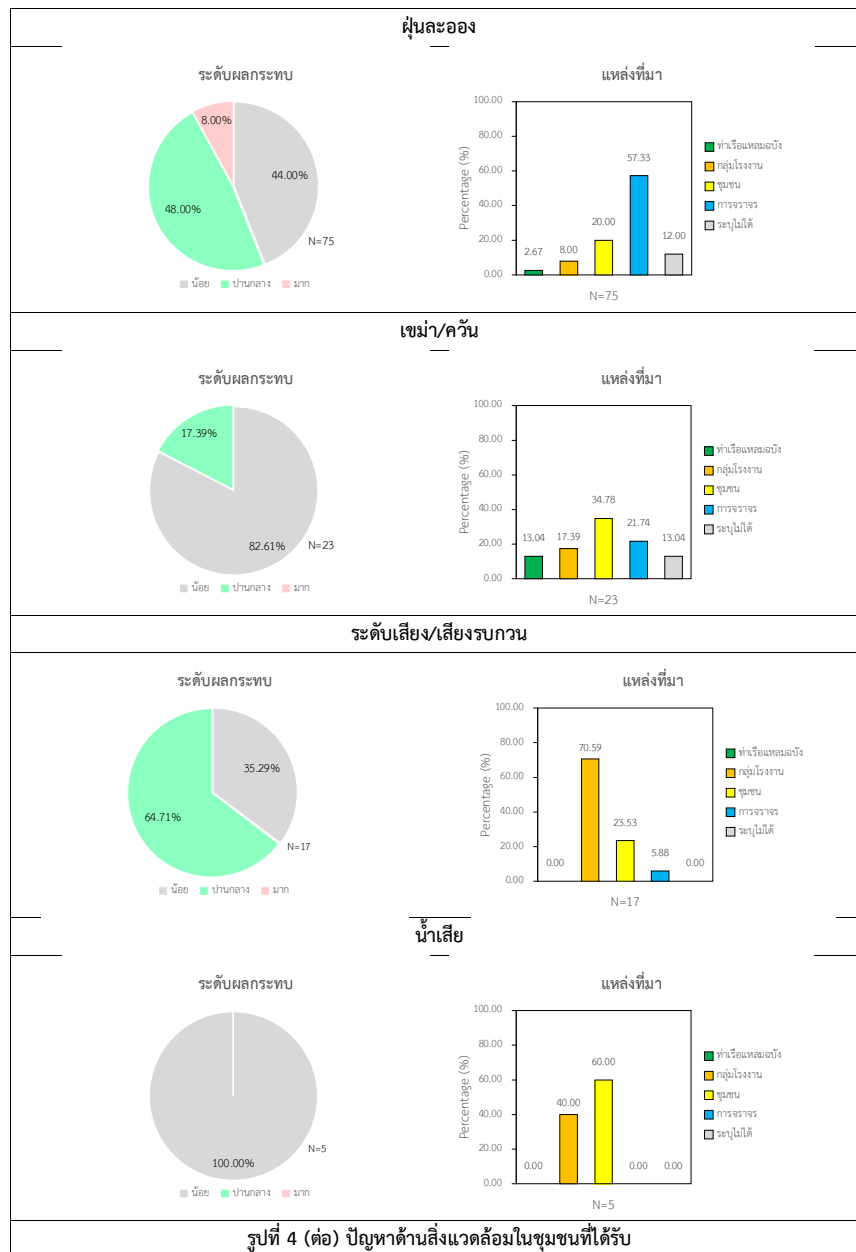 ฝุ่นละออง
ระดับผลกระทบ
8.00%
44.00%
48.00%
N=75
น้อย ปานกลาง มาก
แหล่งที่มา
Percentage (%)
100.00
80.00
60.00
40.00
20.00
0.00
2.67
8.00
20.00
57.33
12.00
N=75
ท่าเรือแหลมฉบัง
กลุ่มโรงงาน
ชุมชน
การจราจร
ระบุไม่ได้
เขม่า/ควัน
ระดับผลกระทบ
17.39%
82.61%
N=23
น้อย ปานกลาง มาก
แหล่งที่มา
Percentage (%)
100.00
80.00
60.00
40.00
20.00
0.00
13.04
17.39
34.78
21.74
13.04
N=23
ท่าเรือแหลมฉบัง
กลุ่มโรงงาน
ชุมชน
การจราจร
ระบุไม่ได้
ระดับเสียง/เสียงรบกวน
ระดับผลกระทบ
35.29%
64.71%
N=17
น้อย ปานกลาง มาก
แหล่งที่มา
Percentage (%)
100.00
80.00
60.00
40.00
20.00
0.00
0.00
70.59
23.53
5.88
0.00
N=17
ท่าเรือแหลมฉบัง
กลุ่มโรงงาน
ชุมชน
การจราจร
ระบุไม่ได้
น้ำเสีย
ระดับผลกระทบ
100.00%
N=5
น้อย ปานกลาง มาก
แหล่งที่มา
Percentage (%)
100.00
80.00
60.00
40.00
20.00
0.00
0.00
40.00
60.00
0.00
0.00
N=5
ท่าเรือแหลมฉบัง
กลุ่มโรงงาน
ชุมชน
การจราจร
ระบุไม่ได้
รูปที่ 4 (ต่อ) ปัญหาด้านสิ่งแวดล้อมในชุมชนที่ได้รับ